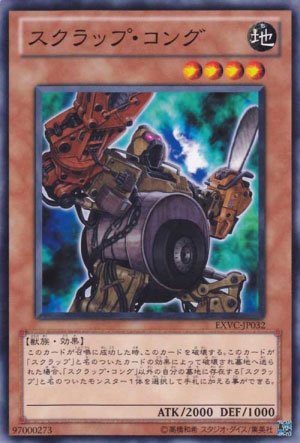 スクラップ・コング
地
EXVC-JP032
【獣族・効果】
このカードが召喚に成功した時、このカードを破壊する。このカードが
「スクラップ」と名のついたカードの効果によって破壊され墓地へ送ら
れた場合、「スクラップ・コング」以外の自分の墓地に存在する「スクラッ
プ」と名のついたモンスター1体を選択して手札に加える事ができる。
ATK/2000 DEF/1000
97000273
©高橋和希 スタジオ・ダイス/集英社